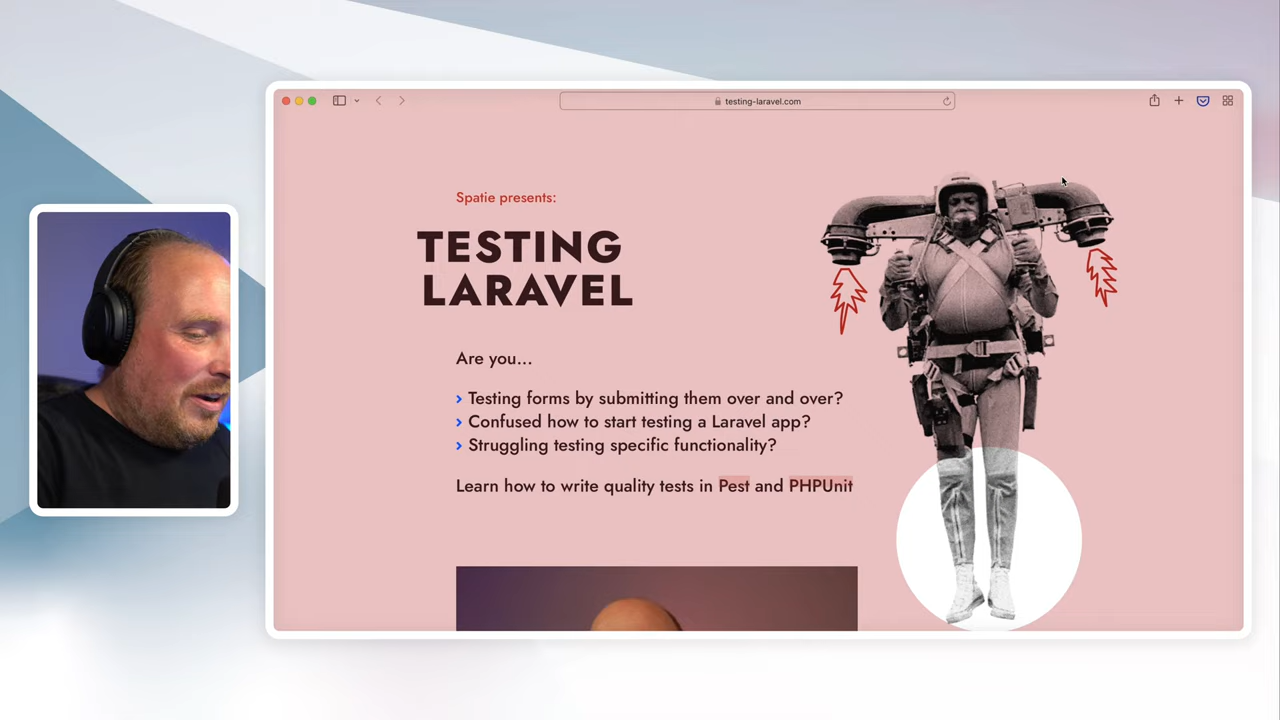 testing-laravel.com
Spatie presents:
TESTING
LARAVEL
Are you...
Testing forms by submitting them over and over?
Confused how to start testing a Laravel app?
Struggling testing specific functionality?
Learn how to write quality tests in Pest and PHPUnit